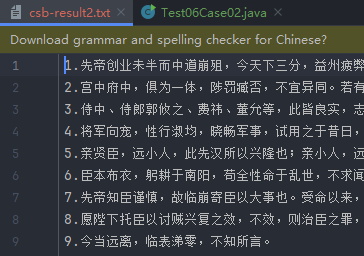 csb-result2.txt × Test06Case02.java ×
Download grammar and spelling checker for Chinese?
1 1.先帝创业未半而中道崩殂，今天下三分，益州疲弊
2 2.宫中府中，俱为一体，陟罚臧否，不宜异同。若有
3 3.侍中、侍郎郭攸之、费祎、董允等，此皆良实，志
4 4.将军向宠，性行淑均，晓畅军事，试用之于昔日，
5 5.亲贤臣，远小人，此先汉所以兴隆也；亲小人，远
6 6.臣本布衣，躬耕于南阳，苟全性命于乱世，不求闻
7 7.先帝知臣谨慎，故临崩寄臣以大事也。受命以来，
8 8.愿陛下托臣以讨贼兴复之效，不效，则治臣之罪，
9 9.今当远离，临表涕零，不知所言。